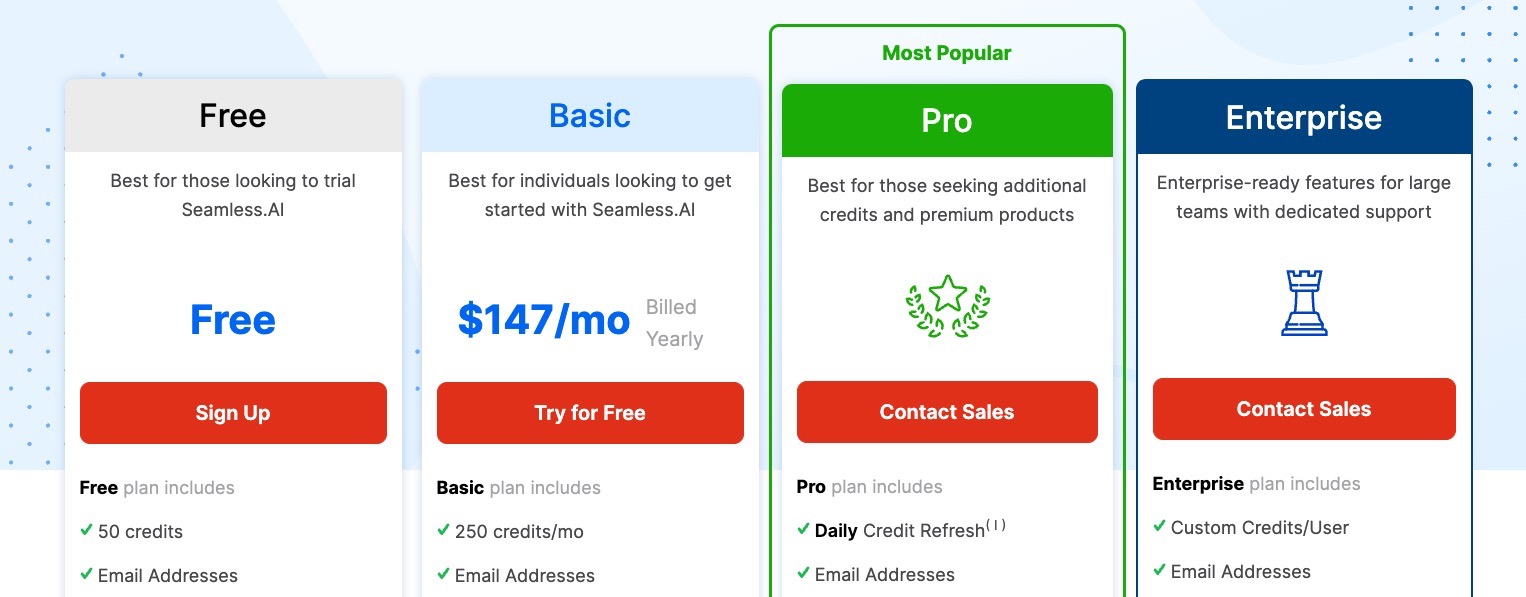 Most Popular
Free
Best for those looking to trial
Seamless.AI
Free
Sign Up
Free plan includes
50 credits
Email Addresses
Basic
Best for individuals looking to get
started with Seamless.AI
$147/mo
Billed
Yearly
Try for Free
Basic plan includes
250 credits/mo
Email Addresses
Pro
Best for those seeking additional
credits and premium products
Contact Sales
Pro plan includes
Daily Credit Refresh(1)
Email Addresses
Enterprise
Enterprise-ready features for large
teams with dedicated support
Contact Sales
Enterprise plan includes
Custom Credits/User
Email Addresses